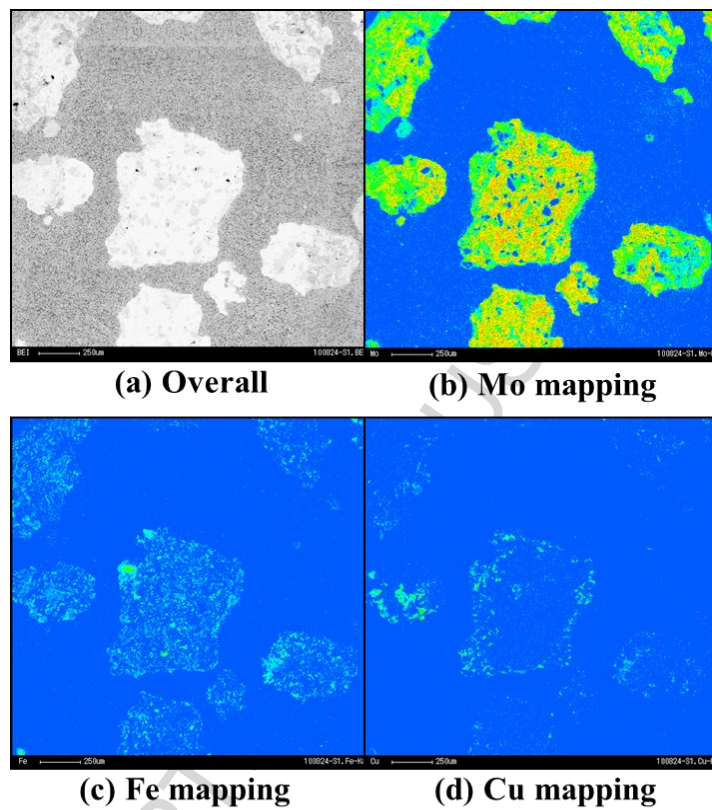 BEI 250um 100824-S1.BE
Mo 250um 100824-S1.Mo-
(a) Overall
(b) Mo mapping
Fe 250um 100824-S1.Fe-K
Cu 250um 100824-S1.Cu-
(c) Fe mapping
(d) Cu mapping